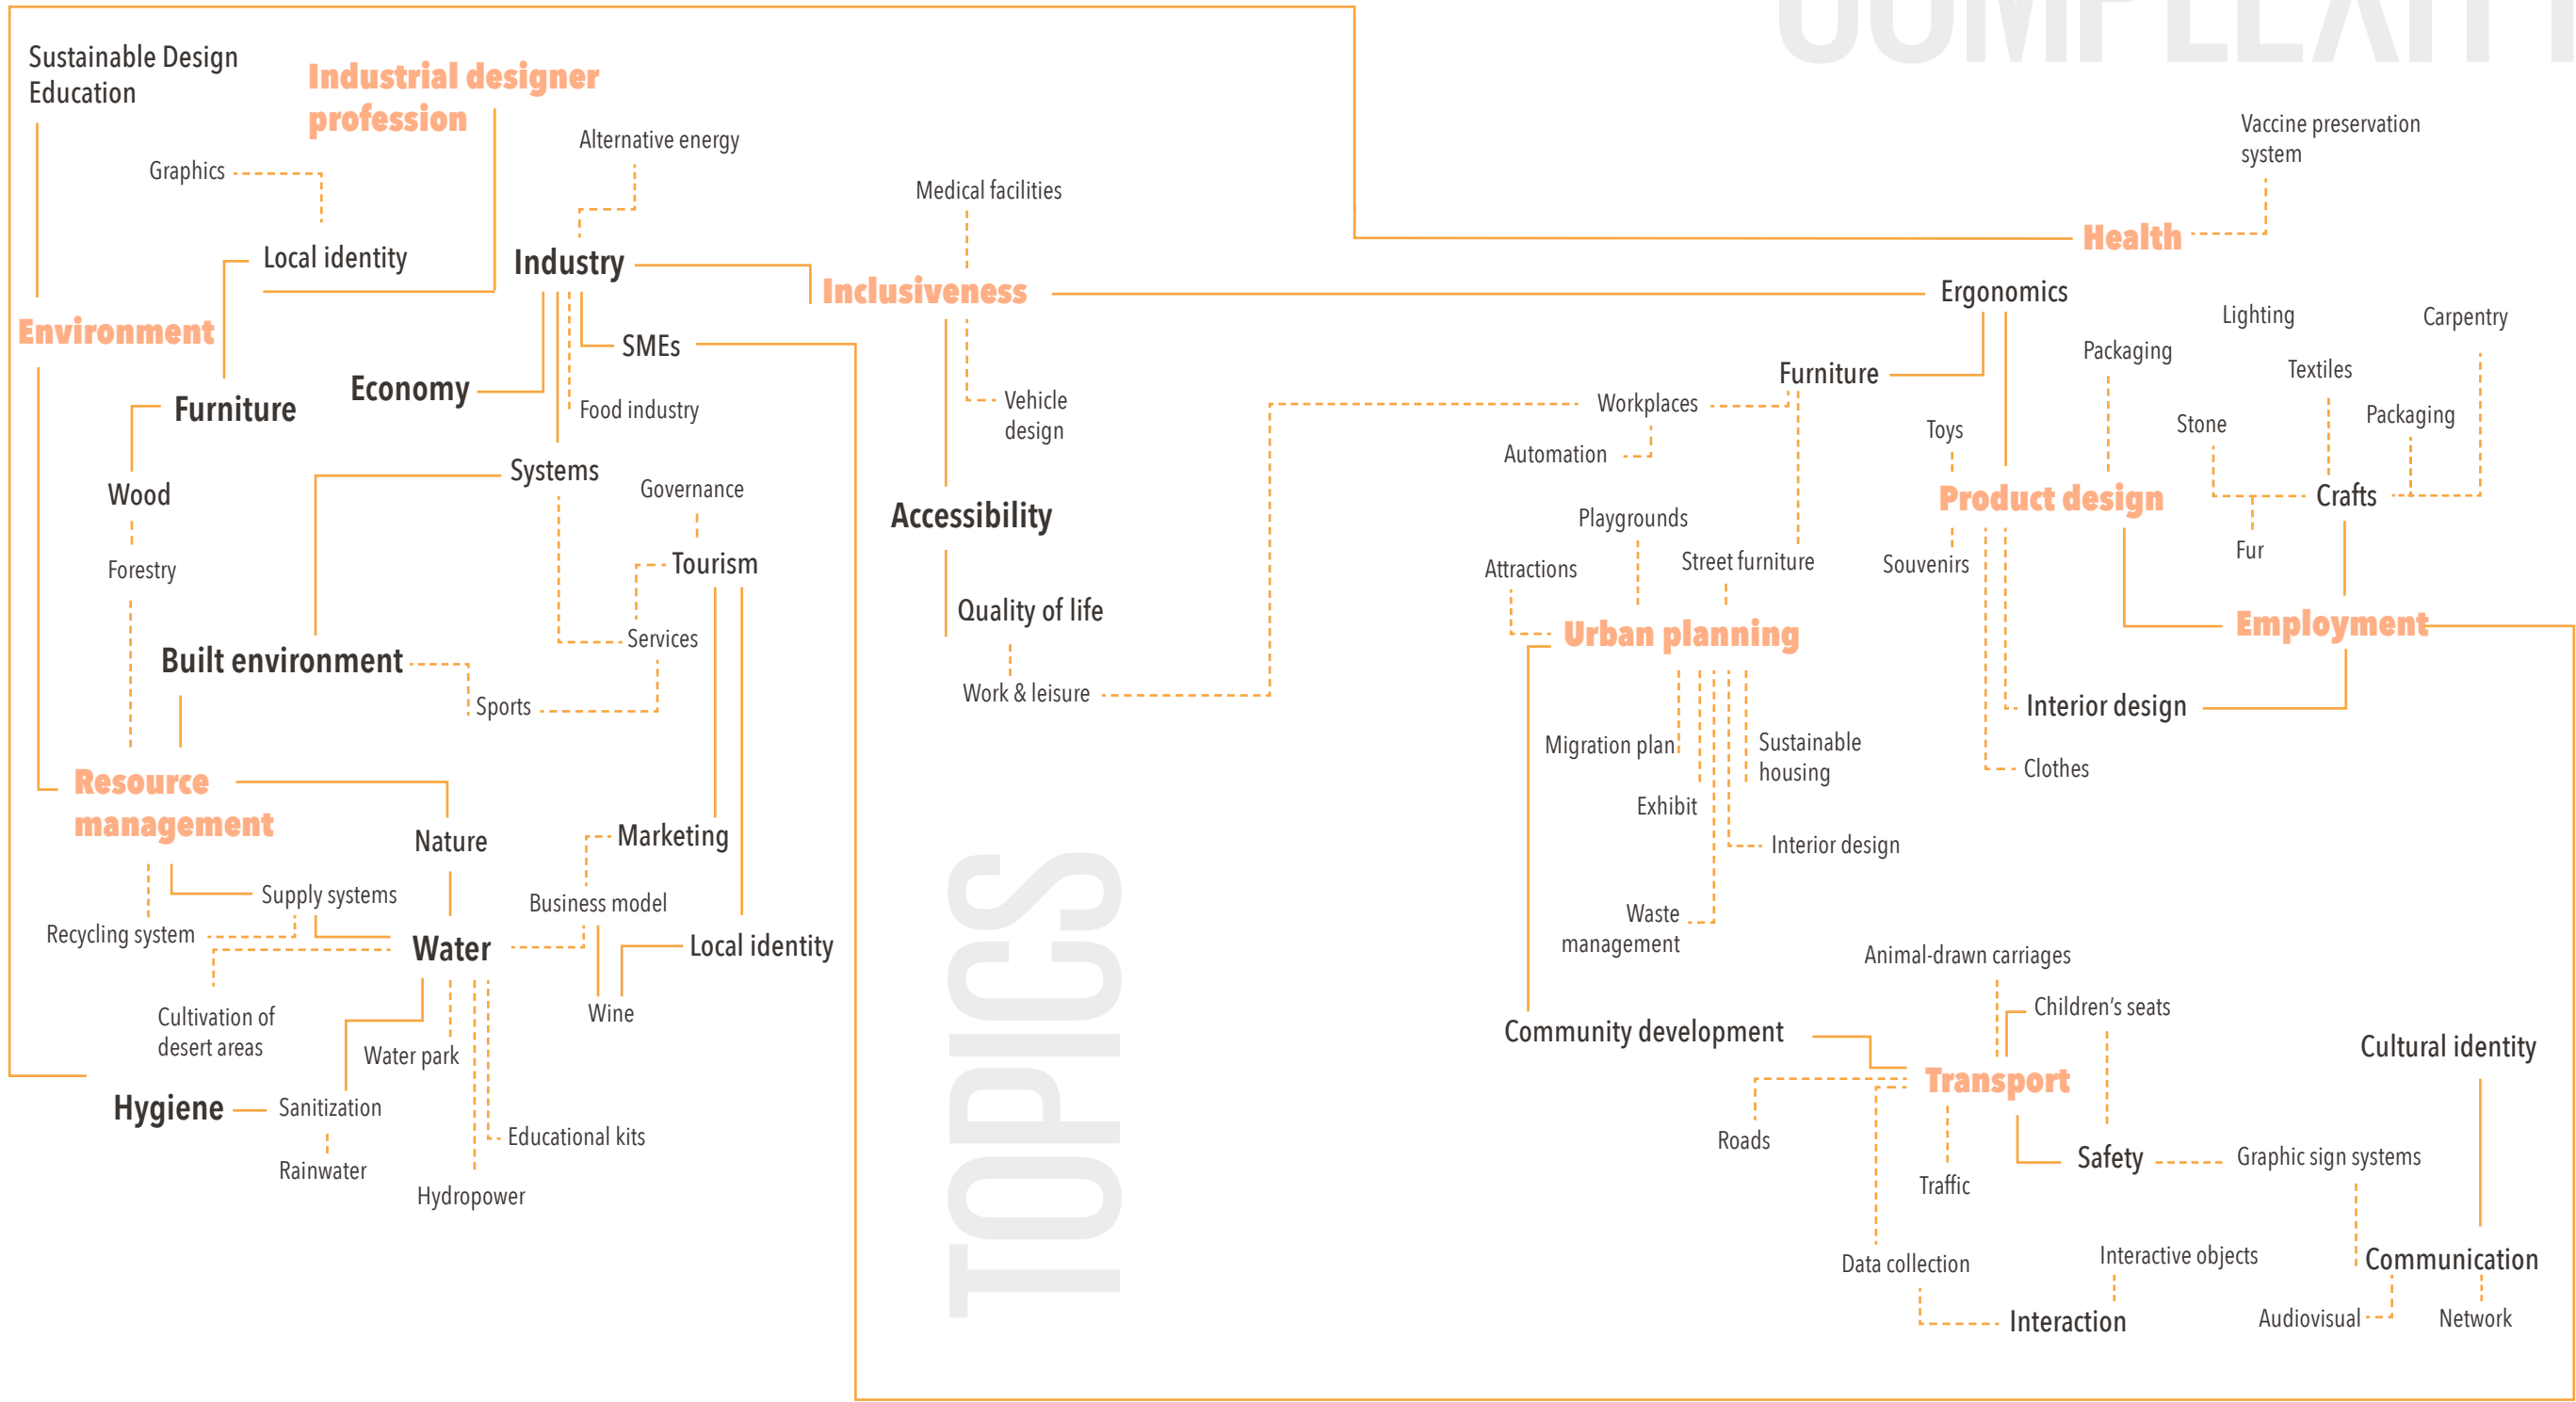 COMPLEXITY
Sustainable Design
Education
Industrial designer
profession
Alternative energy
Graphics
Local identity
Industry
Medical facilities
Inclusiveness
Environment
SMEs
Economy
Furniture
Food industry
Vehicle
design
Wood
Systems
Governance
Accessibility
Forestry
Tourism
Quality of life
Services
Built environment
Sports
Work & leisure
Resource
management
Nature
Marketing
Supply systems
Business model
Recycling system
Water
Local identity
Cultivation of
desert areas
Wine
Water park
Hygiene
Sanitization
Educational kits
Rainwater
Hydropower
TOPICS
Vaccine preservation
system
Health
Ergonomics
Lighting
Carpentry
Packaging
Furniture
Textiles
Workplaces
Packaging
Toys
Stone
Automation
Product design
Crafts
Playgrounds
Fur
Attractions
Street furniture
Souvenirs
Urban planning
Employment
Interior design
Migration plan
Sustainable
housing
Clothes
Exhibit
Interior design
Waste
management
Animal-drawn carriages
Children's seats
Community development
Cultural identity
Transport
Roads
Safety
Graphic sign systems
Traffic
Data collection
Interactive objects
Communication
Interaction
Audiovisual
Network